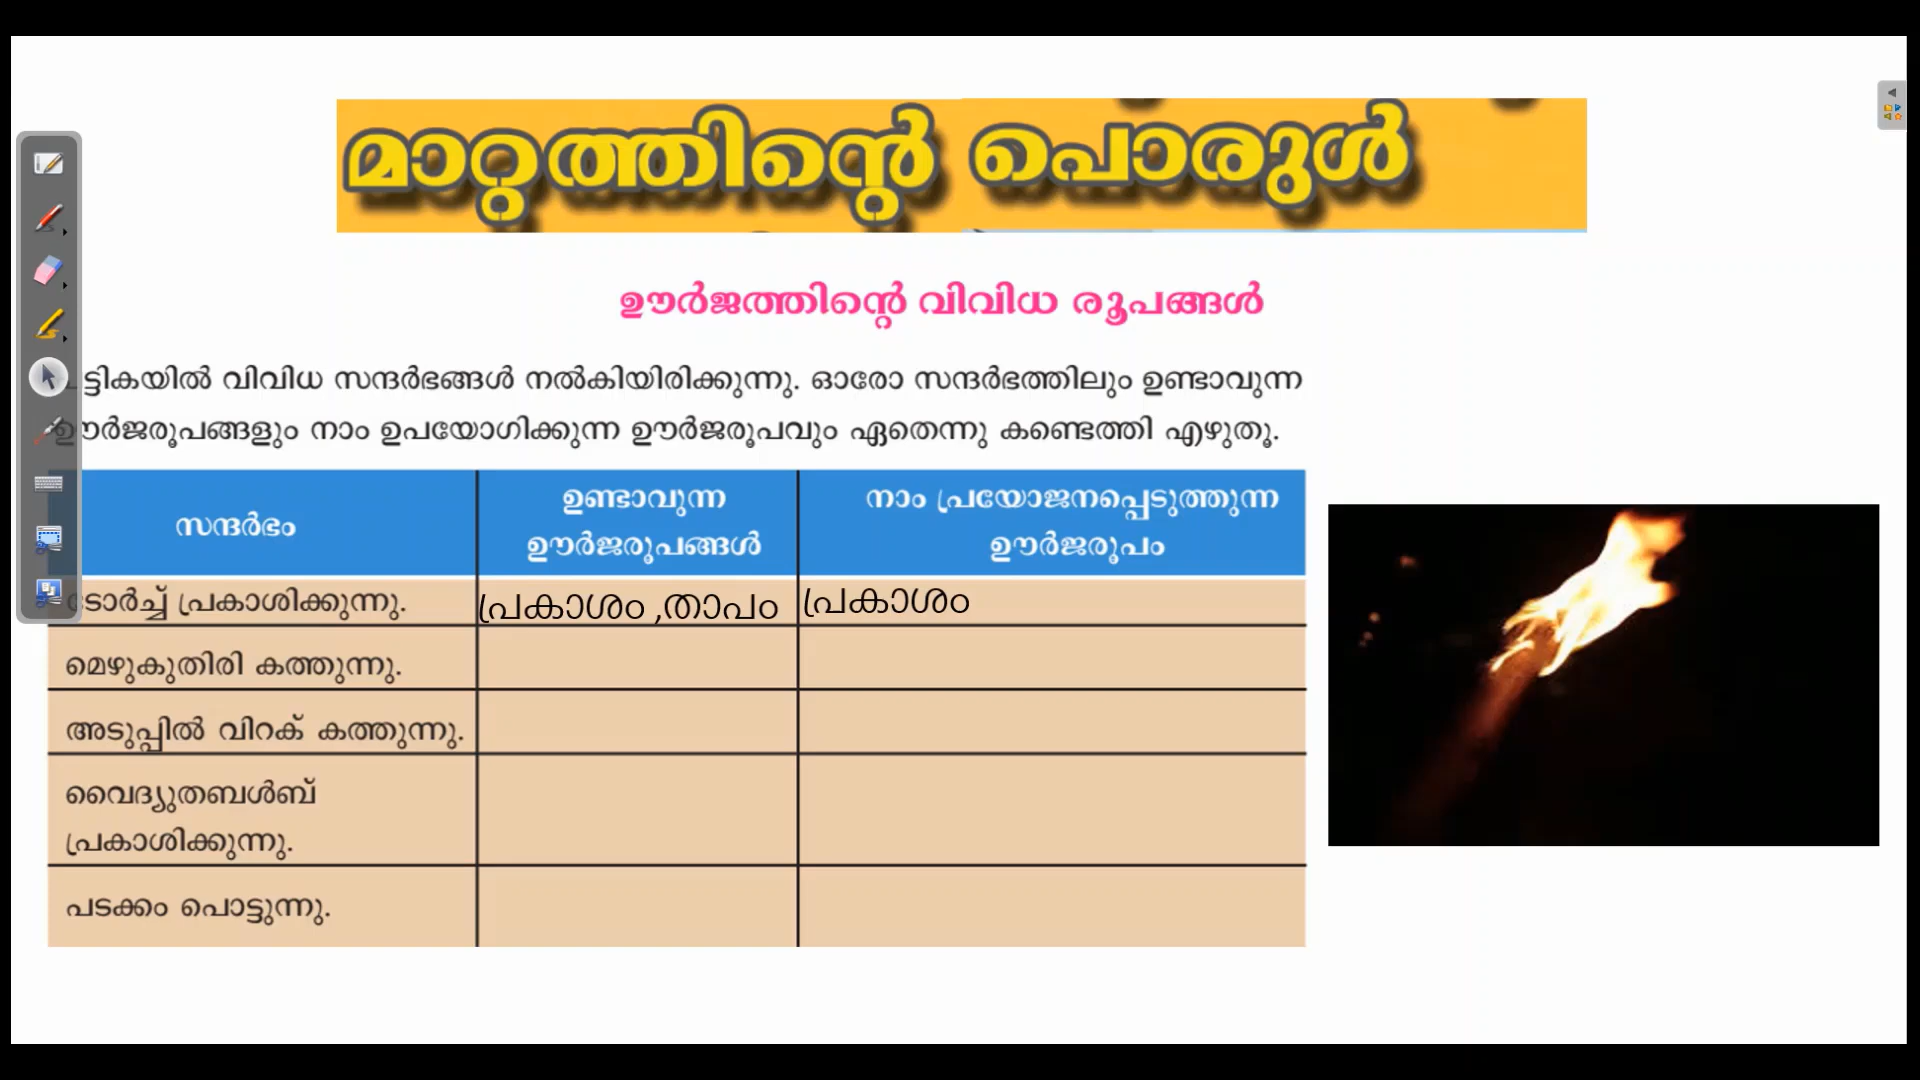 മാറ്റത്തിന്റെ പൊരുൾ
ഊർജത്തിന്റെ വിവിധ രൂപങ്ങൾ
ട്ടികയിൽ വിവിധ സന്ദർഭങ്ങൾ നൽകിയിരിക്കുന്നു. ഓരോ സന്ദർഭത്തിലും ഉണ്ടാവുന്ന
ഊർജരൂപങ്ങളും നാം ഉപയോഗിക്കുന്ന ഊർജരൂപവും ഏതെന്നു കണ്ടെത്തി എഴുതൂ.
സന്ദർഭം
ഉണ്ടാവുന്ന
ഊർജരൂപങ്ങൾ
നാം പ്രയോജനപ്പെടുത്തുന്ന
ഊർജരൂപം
ടോർച്ച് പ്രകാശിക്കുന്നു. പ്രകാശം ,താപം പ്രകാശം
മെഴുകുതിരി കത്തുന്നു.
അടുപ്പിൽ വിറക് കത്തുന്നു.
വൈദ്യുതബൾബ്
പ്രകാശിക്കുന്നു.
പടക്കം പൊട്ടുന്നു.